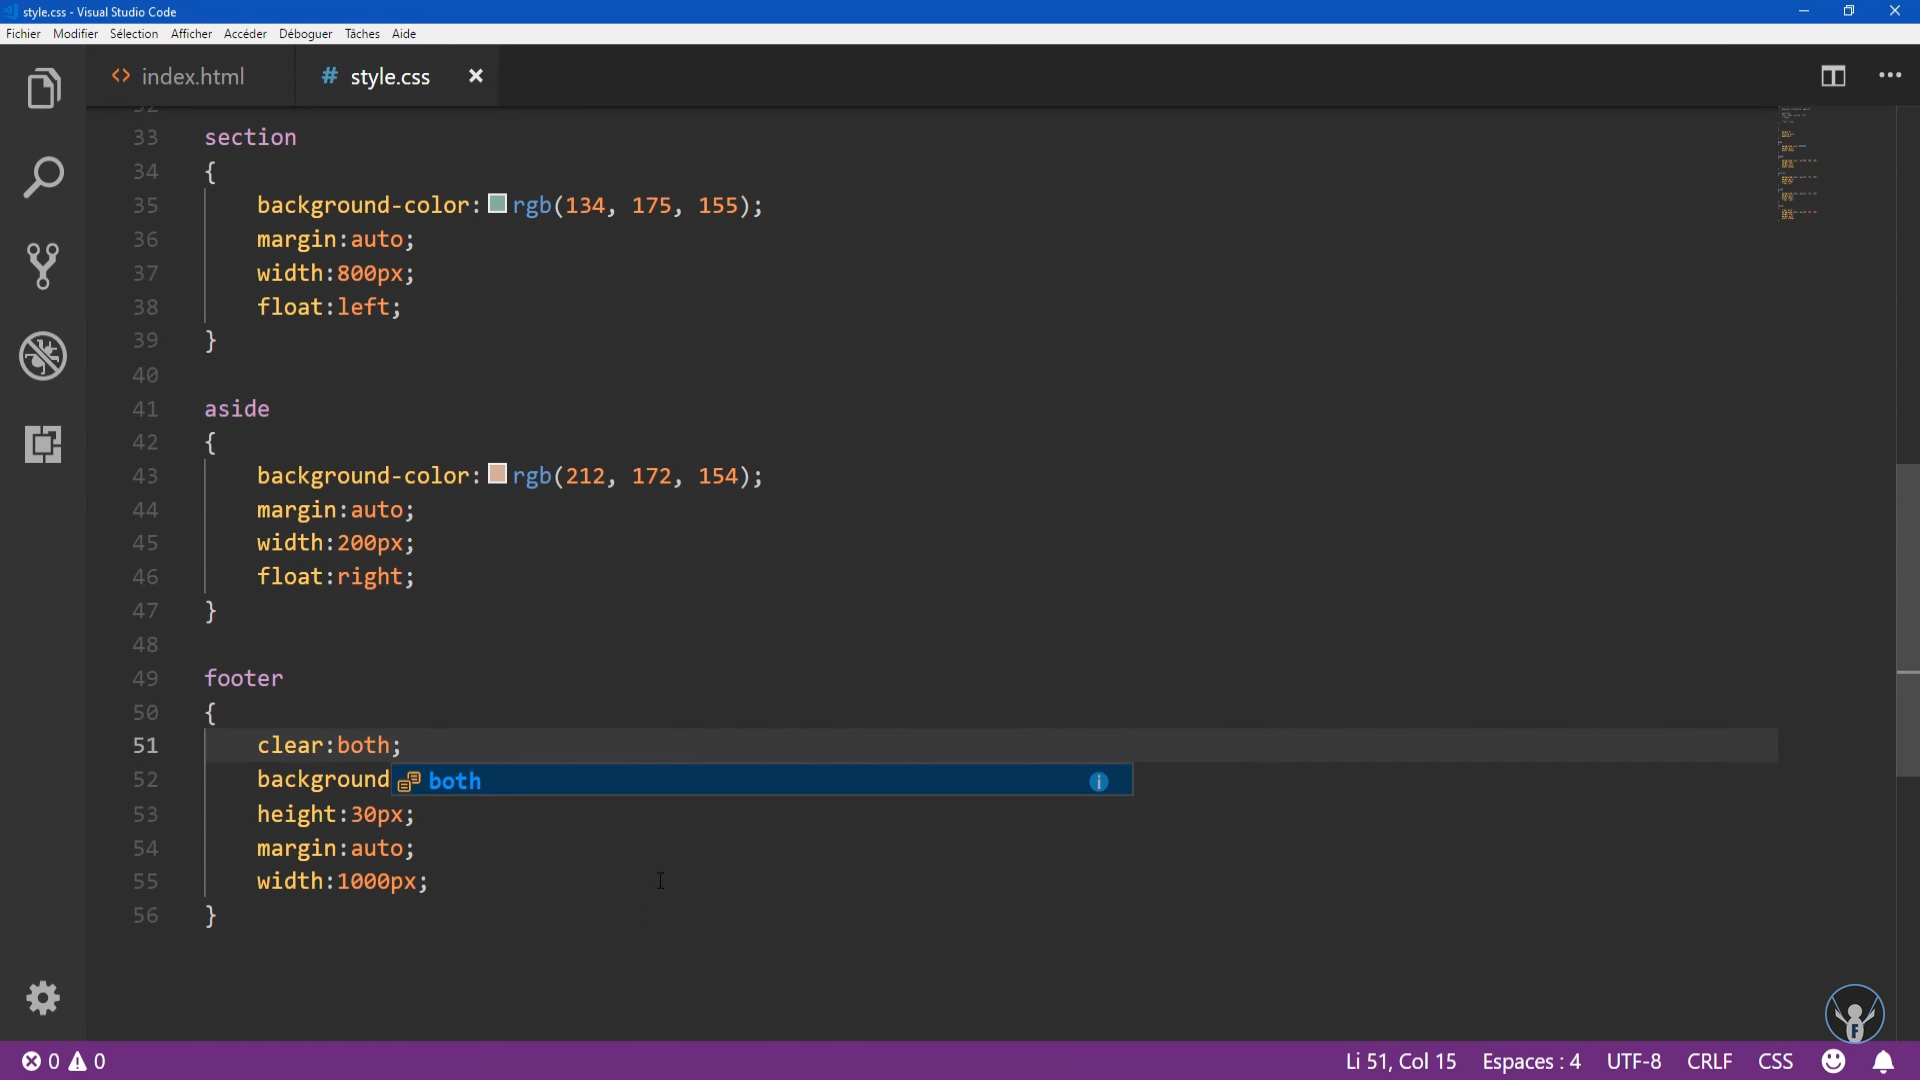 style.css - Visual Studio Code
Fichier Modifier Sélection Afficher Accéder Déboguer Tâches Aide
<> index.html # style.css
32
33 section
34 {
35 background-color: rgb(134, 175, 155);
36 margin:auto;
37 width:800px;
38 float:left;
39 }
40
41 aside
42 {
43 background-color: rgb(212, 172, 154);
44 margin:auto;
45 width:200px;
46 float:right;
47 }
48
49 footer
50 {
51 clear:both;
52 background both
53 height:30px;
54 margin:auto;
55 width:1000px;
56 }
F
0 0 Li 51, Col 15 Espaces : 4 UTF-8 CRLF CSS